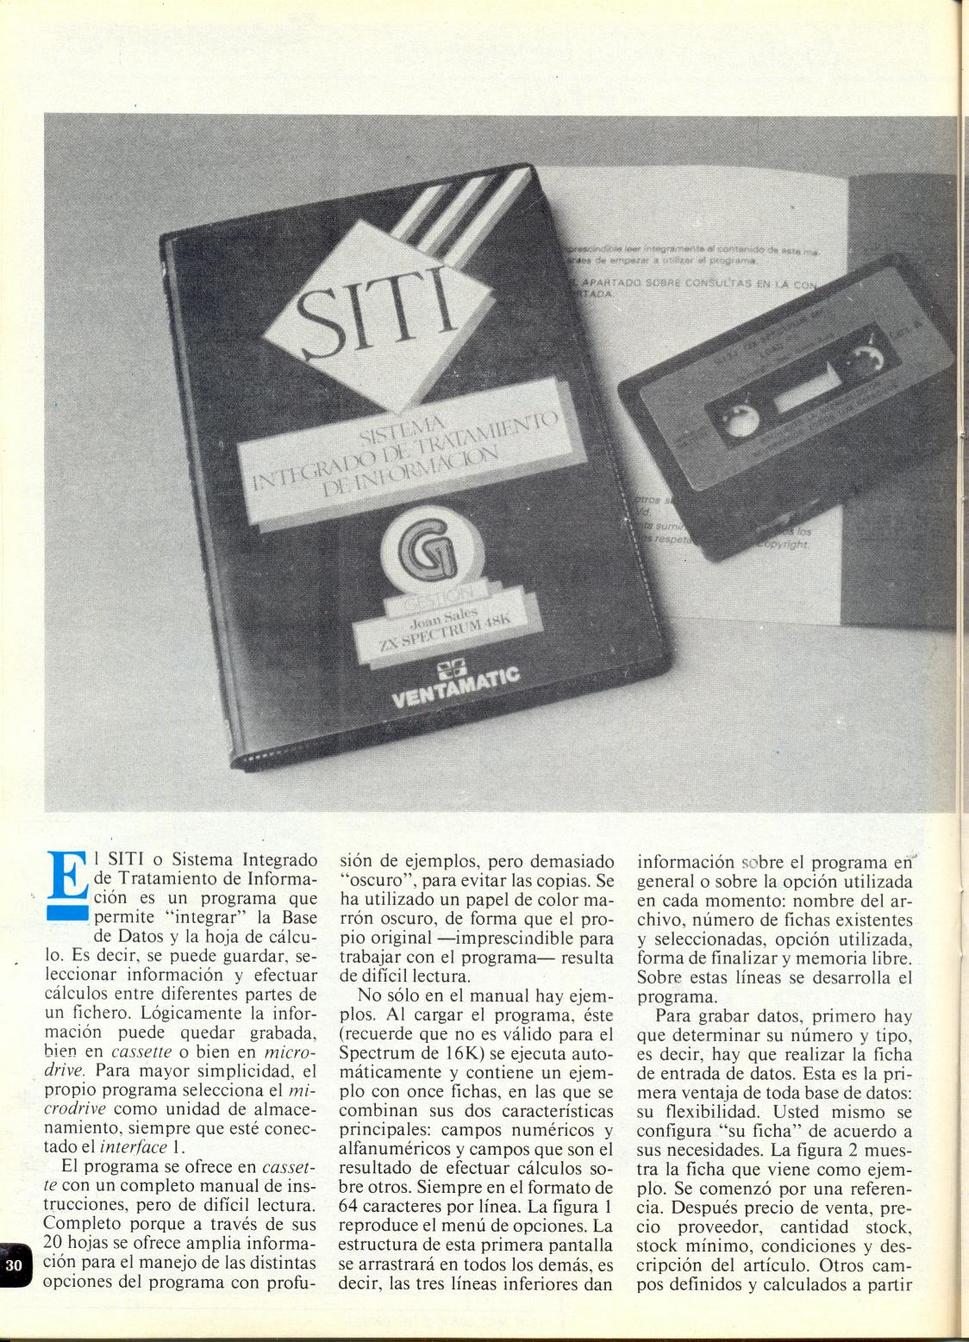 SITI
SISTEMA
INTEGRADO DE TRATAMIENTO
DE INFORMACION
G
GESTION
Joan Sales
ZX-SPECTRUM 48K
VENTAMATIC
prescindible leer integramente el contenido de este ma-
antes de empezar a utilizar el programa.
APARTADO SOBRE CONSULTAS EN LA CON
TADA.
otros
Vd.
los
Copyright.
El SITI o Sistema Integrado
de Tratamiento de Informa-
ción es un programa que
permite “integrar” la Base
de Datos y la hoja de cálcu-
lo. Es decir, se puede guardar, se-
leccionar información y efectuar
cálculos entre diferentes partes de
un fichero. Lógicamente la infor-
mación puede quedar grabada,
bien en cassette o bien en micro-
drive. Para mayor simplicidad, el
propio programa selecciona el mi-
crodrive como unidad de almace-
namiento, siempre que esté conec-
tado el interface 1.
El programa se ofrece en casset-
te con un completo manual de ins-
trucciones, pero de difícil lectura.
Completo porque a través de sus
20 hojas se ofrece amplia informa-
ción para el manejo de las distintas
opciones del programa con profu-
sión de ejemplos, pero demasiado
“oscuro”, para evitar las copias. Se
ha utilizado un papel de color ma-
rrón oscuro, de forma que el pro-
pio original —imprescindible para
trabajar con el programa— resulta
de difícil lectura.
No sólo en el manual hay ejem-
plos. Al cargar el programa, éste
(recuerde que no es válido para el
Spectrum de 16K) se ejecuta auto-
máticamente y contiene un ejem-
plo con once fichas, en las que se
combinan sus dos características
principales: campos numéricos y
alfanuméricos y campos que son el
resultado de efectuar cálculos so-
bre otros. Siempre en el formato de
64 caracteres por línea. La figura 1
reproduce el menú de opciones. La
estructura de esta primera pantalla
se arrastrará en todos los demás, es
decir, las tres líneas inferiores dan
información sobre el programa en
general o sobre la opción utilizada
en cada momento: nombre del ar-
chivo, número de fichas existentes
y seleccionadas, opción utilizada,
forma de finalizar y memoria libre.
Sobre estas líneas se desarrolla el
programa.
Para grabar datos, primero hay
que determinar su número y tipo,
es decir, hay que realizar la ficha
de entrada de datos. Esta es la pri-
mera ventaja de toda base de datos:
su flexibilidad. Usted mismo se
configura “su ficha” de acuerdo a
sus necesidades. La figura 2 mues-
tra la ficha que viene como ejem-
plo. Se comenzó por una referen-
cia. Después precio de venta, pre-
cio proveedor, cantidad stock,
stock mínimo, condiciones y des-
cripción del artículo. Otros cam-
pos definidos y calculados a partir
30